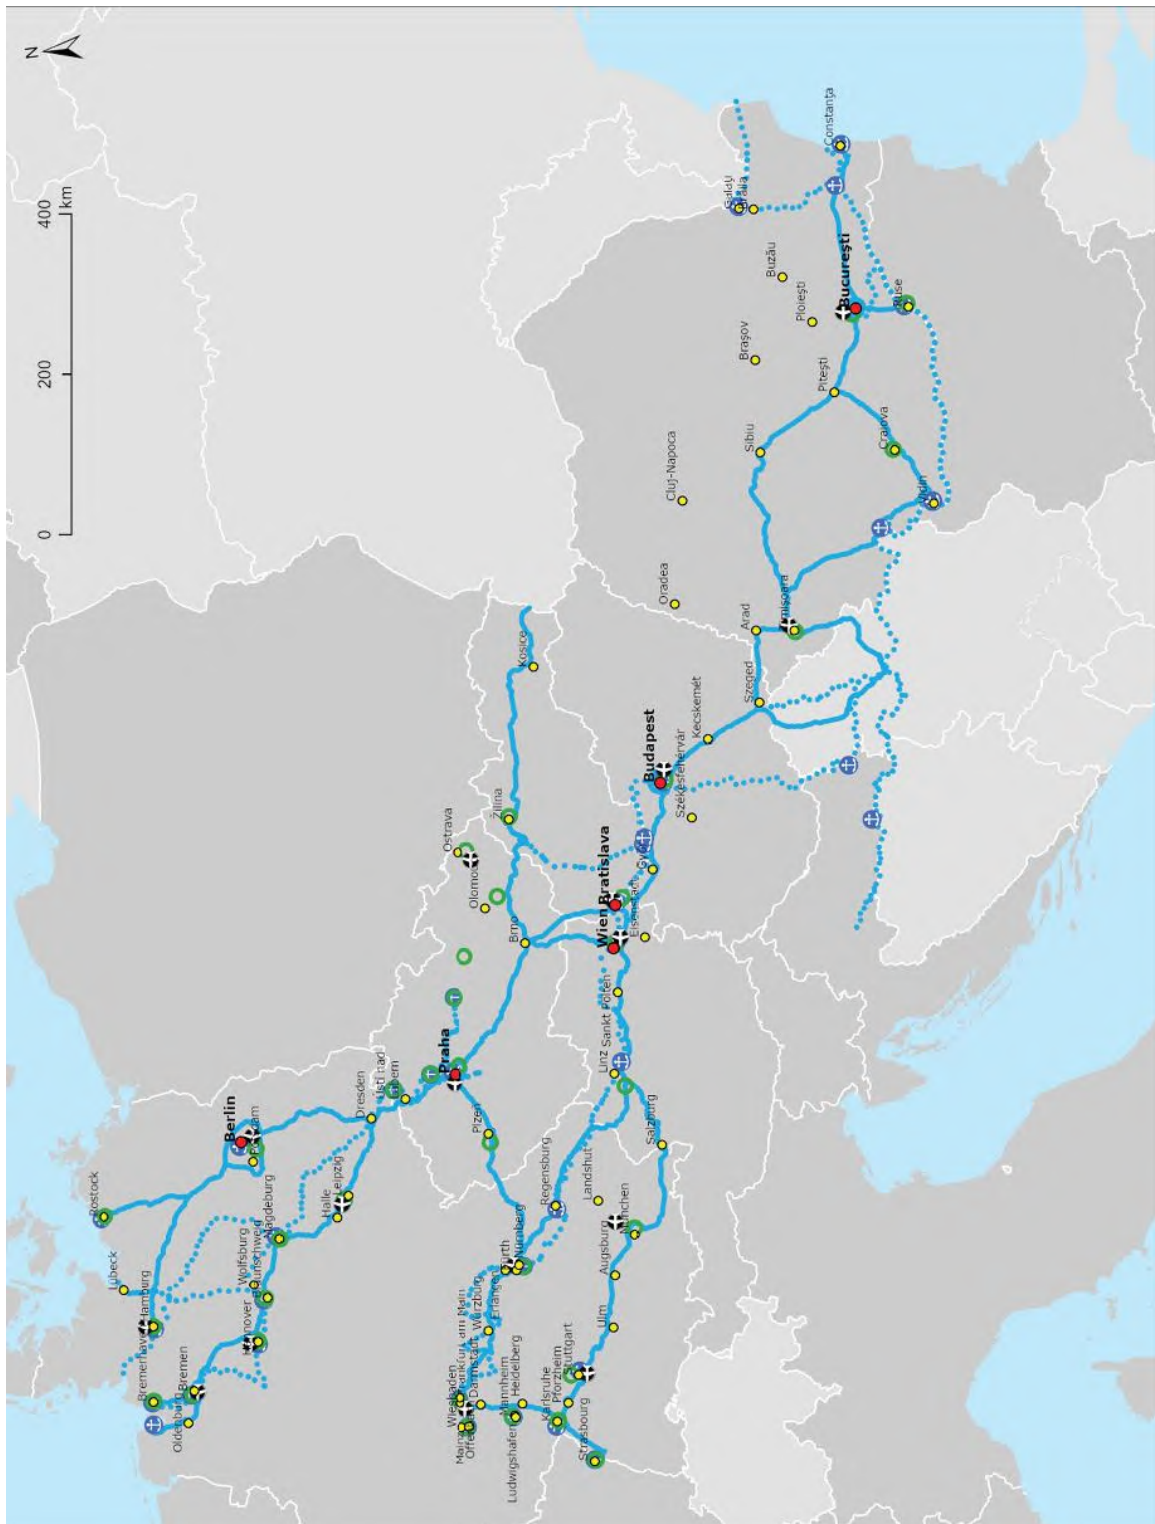 N
0
200
400
km
Rostock
Lübeck
Hamburg
Bremerhaven
Bremen
Oldenburg
Hannover
Wolfsburg
Braunschweig
Magdeburg
Berlin
Potsdam
Halle
Leipzig
Dresden
Ústí nad
Labem
Praha
Plzen
Ostrava
Olomouc
Brno
Žilina
Kosice
Wiesbaden
Frankfurt am Main
Mainz
Offenbach
Darmstadt
Würzburg
Erlangen
Fürth
Nürnberg
Mannheim
Heidelberg
Ludwigshafen
Karlsruhe
Pforzheim
Stuttgart
Strasbourg
Ulm
Augsburg
München
Landshut
Regensburg
Salzburg
Linz
Sankt Pölten
Wien
Bratislava
Eisenstadt
Győr
Budapest
Székesfehérvár
Kecskemét
Szeged
Arad
Timișoara
Oradea
Cluj-Napoca
Sibiu
Brașov
Pitești
Ploiești
Buzău
Galați
Brăila
București
Constanța
Craiova
Vidin
Ruse